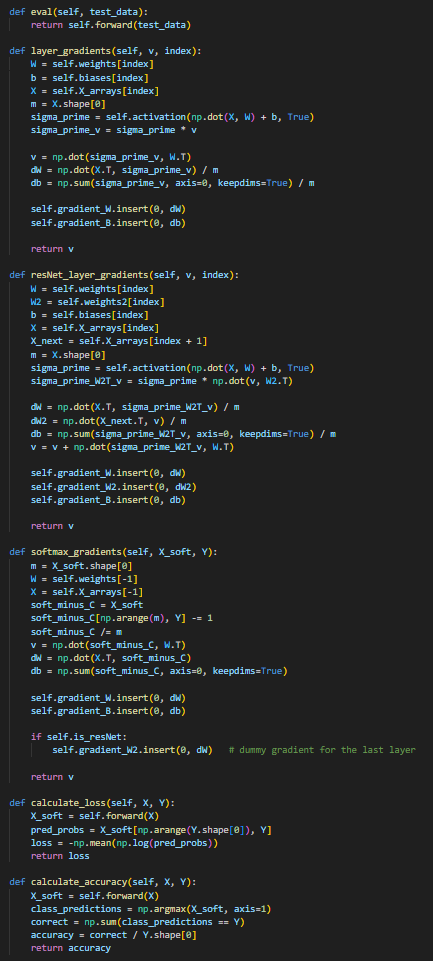 def eval(self, test_data):
    return self.forward(test_data)

def layer_gradients(self, v, index):
    W = self.weights[index]
    b = self.biases[index]
    X = self.X_arrays[index]
    m = X.shape[0]
    sigma_prime = self.activation(np.dot(X, W) + b, True)
    sigma_prime_v = sigma_prime * v

    v = np.dot(sigma_prime_v, W.T)
    dW = np.dot(X.T, sigma_prime_v) / m
    db = np.sum(sigma_prime_v, axis=0, keepdims=True) / m

    self.gradient_W.insert(0, dW)
    self.gradient_B.insert(0, db)

    return v

def resNet_layer_gradients(self, v, index):
    W = self.weights[index]
    W2 = self.weights2[index]
    b = self.biases[index]
    X = self.X_arrays[index]
    X_next = self.X_arrays[index + 1]
    m = X.shape[0]
    sigma_prime = self.activation(np.dot(X, W) + b, True)
    sigma_prime_W2T_v = sigma_prime * np.dot(v, W2.T)

    dW = np.dot(X.T, sigma_prime_W2T_v) / m
    dW2 = np.dot(X_next.T, v) / m
    db = np.sum(sigma_prime_W2T_v, axis=0, keepdims=True) / m
    v = v + np.dot(sigma_prime_W2T_v, W.T)

    self.gradient_W.insert(0, dW)
    self.gradient_W2.insert(0, dW2)
    self.gradient_B.insert(0, db)

    return v

def softmax_gradients(self, X_soft, Y):
    m = X_soft.shape[0]
    W = self.weights[-1]
    X = self.X_arrays[-1]
    soft_minus_C = X_soft
    soft_minus_C[np.arange(m), Y] -= 1
    soft_minus_C /= m
    v = np.dot(soft_minus_C, W.T)
    dW = np.dot(X.T, soft_minus_C)
    db = np.sum(soft_minus_C, axis=0, keepdims=True)

    self.gradient_W.insert(0, dW)
    self.gradient_B.insert(0, db)

    if self.is_resNet:
        self.gradient_W2.insert(0, dW)   # dummy gradient for the last layer

    return v

def calculate_loss(self, X, Y):
    X_soft = self.forward(X)
    pred_probs = X_soft[np.arange(Y.shape[0]), Y]
    loss = -np.mean(np.log(pred_probs))
    return loss

def calculate_accuracy(self, X, Y):
    X_soft = self.forward(X)
    class_predictions = np.argmax(X_soft, axis=1)
    correct = np.sum(class_predictions == Y)
    accuracy = correct / Y.shape[0]
    return accuracy